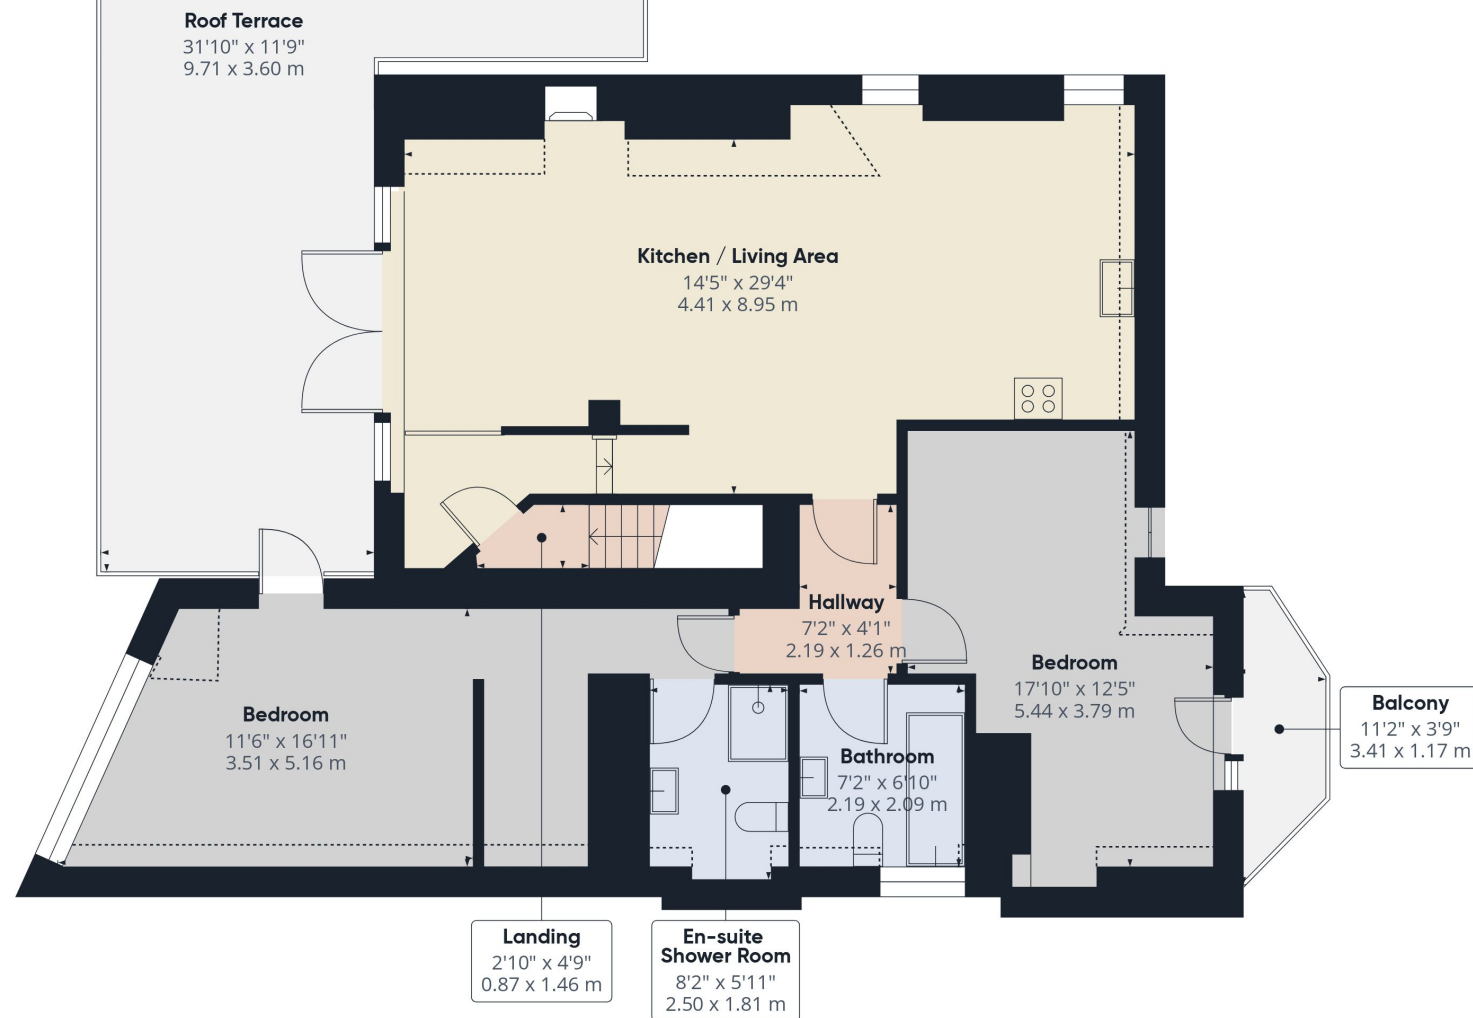 Roof Terrace
31'10" x 11'9"
9.71 x 3.60 m
Kitchen / Living Area
14'5" x 29'4"
4.41 x 8.95 m
Hallway
7'2" x 4'1"
2.19 x 1.26 m
Bedroom
17'10" x 12'5"
5.44 x 3.79 m
Bedroom
11'6" x 16'11"
3.51 x 5.16 m
Balcony
11'2" x 3'9"
3.41 x 1.17 m
Bathroom
7'2" x 6'10"
2.19 x 2.09 m
Landing
2'10" x 4'9"
0.87 x 1.46 m
En-suite
Shower Room
8'2" x 5'11"
2.50 x 1.81 m